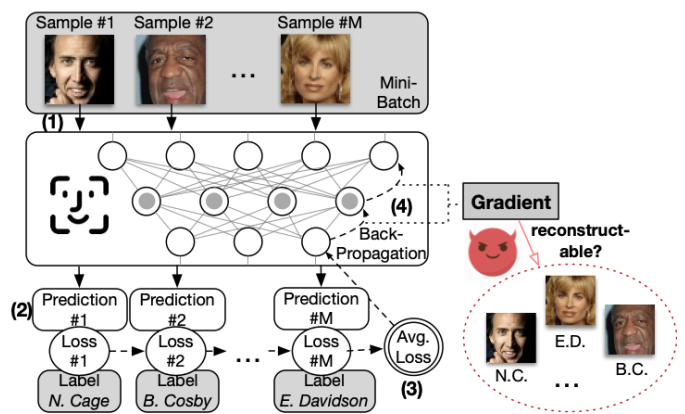 Sample #1
Sample #2
Sample #M
...
Mini-
Batch
(1)
(4)
Back-
Propagation
Gradient
reconstruct-
able?
(2)
Prediction
#1
Prediction
#2
Prediction
#M
Loss
#1
Loss
#2
...
Loss
#M
Avg.
Loss
(3)
Label
N. Cage
Label
B. Cosby
Label
E. Davidson
N.C.
E.D.
B.C.
...